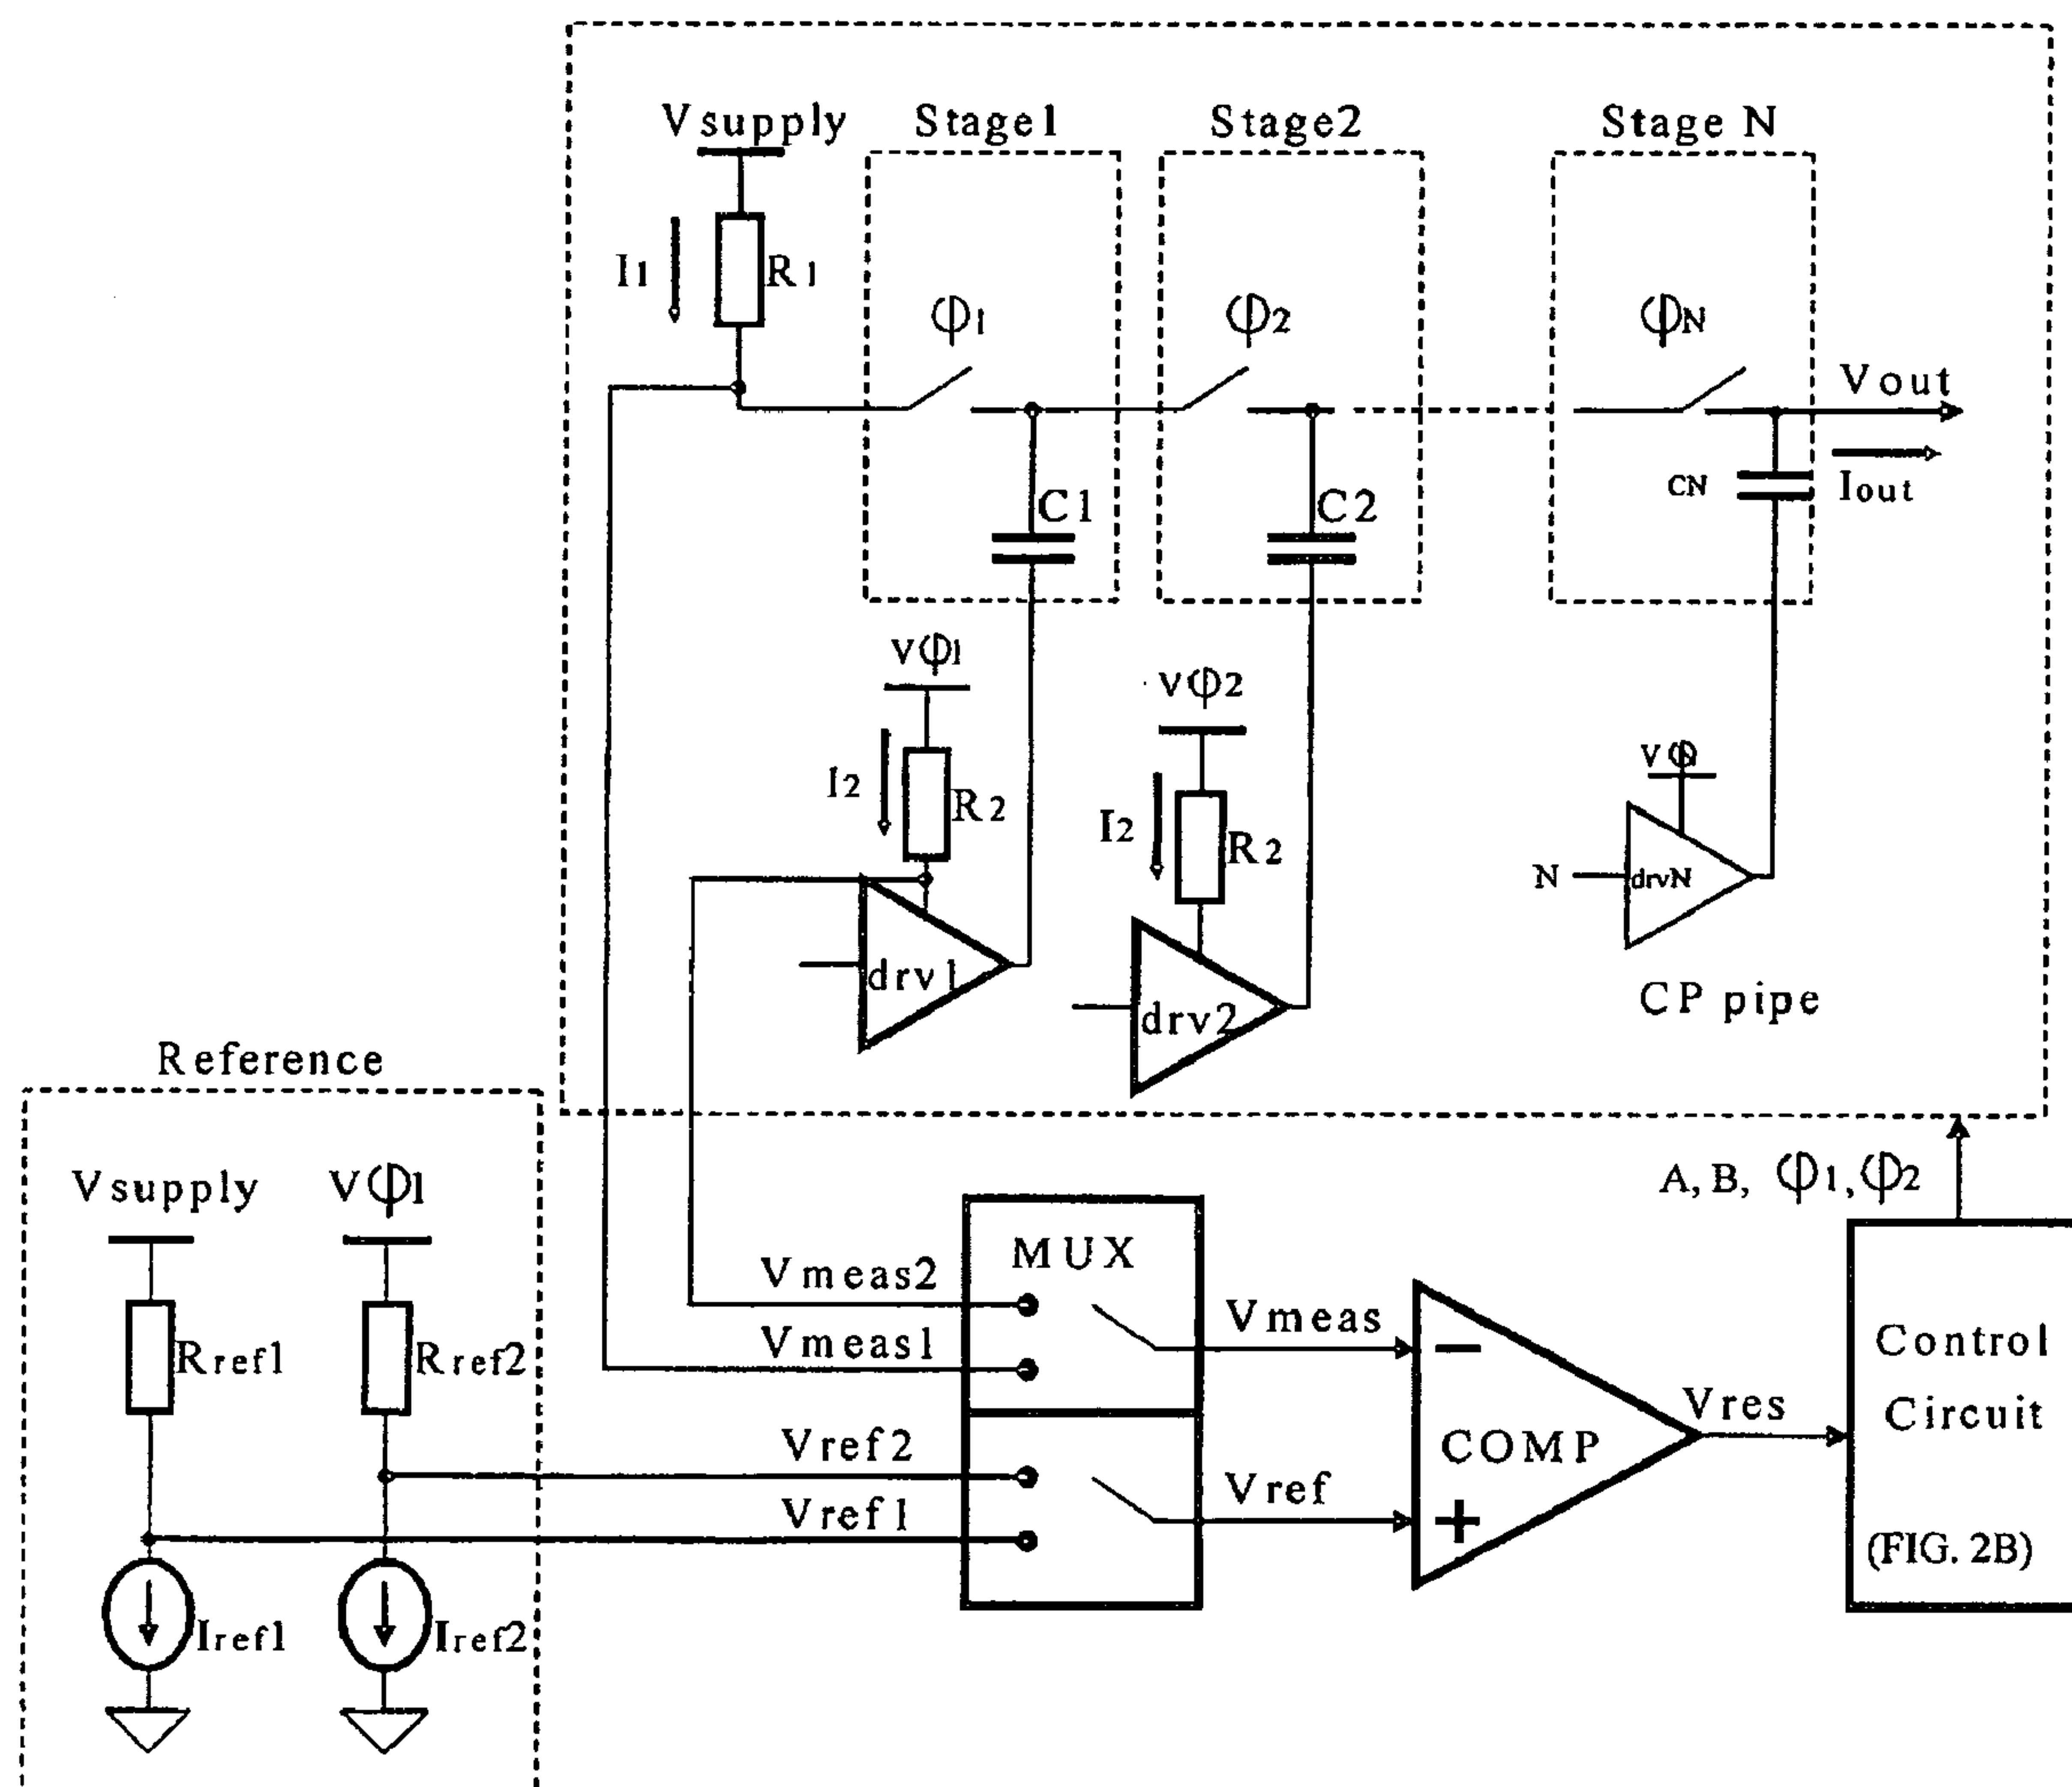 Vsupply Stage1 Stage2 Stage N
I1 R1 φ1 φ2 φN
Vout
C1 C2 CN Iout
Vφ1 Vφ2
I2 R2 I2 R2 Vφ
drv1 drv2 N drvN
CP pipe
Reference
Vsupply Vφ1 A, B, φ1, φ2
MUX
Vmeas2 Vmeas
Vmeas1 Control
Rref1 Rref2 Vres
Circuit
Vref2 COMP
Vref1 Vref
− +
(FIG. 2B)
Iref1 Iref2